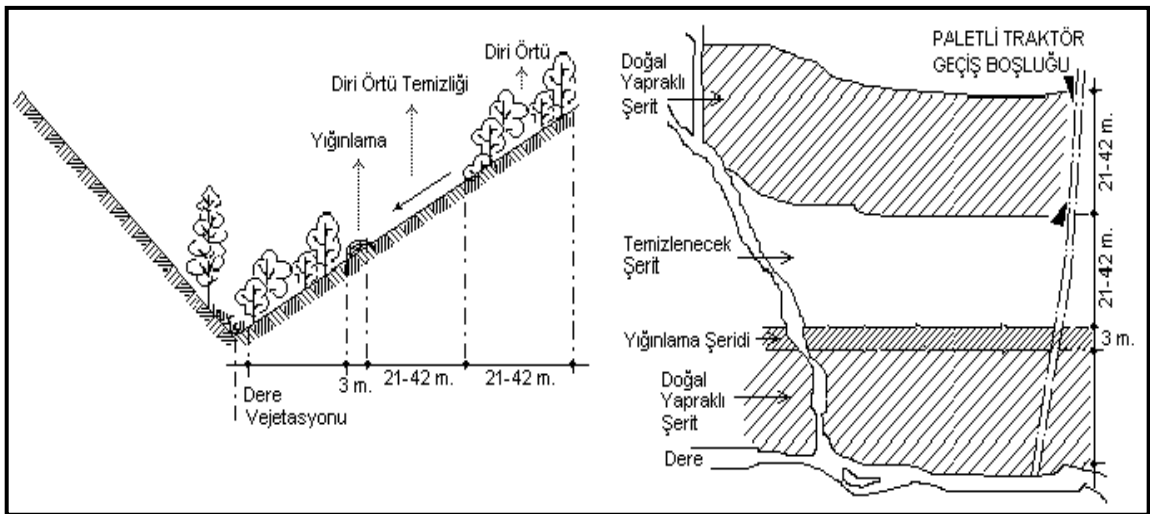 Diri Örtü
Diri Örtü Temizliği
Yığınlama
3 m.
21-42 m.
21-42 m.
Dere
Vejetasyonu
PALETLİ TRAKTÖR
GEÇİŞ BOŞLUĞU
Doğal
Yapraklı
Şerit
21-42 m.
Temizlenecek
Şerit
21-42 m.
Yığınlama Şeridi
3 m.
Doğal
Yapraklı
Şerit
Dere